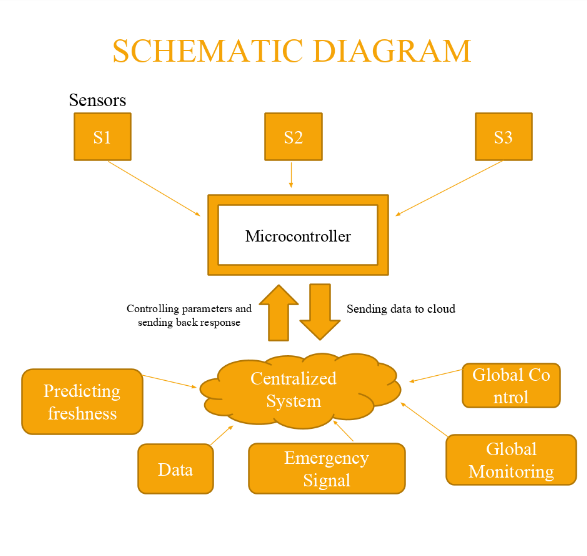 SCHEMATIC DIAGRAM
Sensors
S1
S2
S3
Microcontroller
Controlling parameters and
sending back response
Sending data to cloud
Centralized
System
Predicting
freshness
Data
Emergency
Signal
Global Co
ntrol
Global
Monitoring